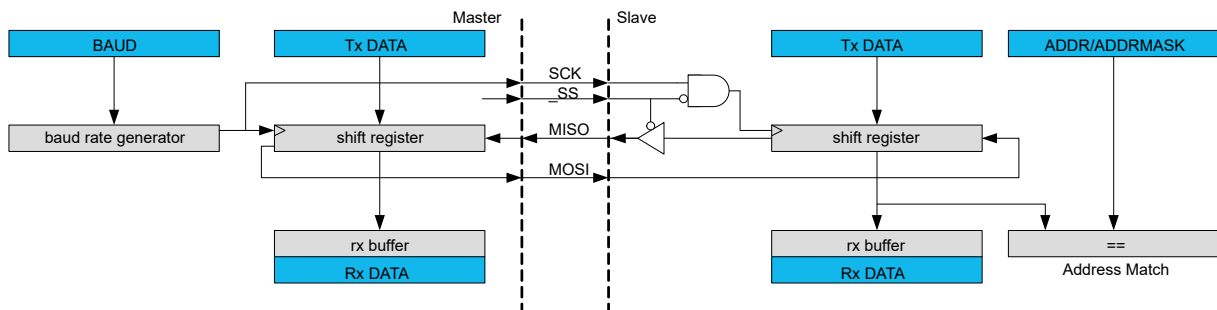 Master
Slave
BAUD
Tx DATA
Tx DATA
ADDR/ADDRMASK
SCK
_SS
baud rate generator
shift register
MISO
shift register
MOSI
rx buffer
rx buffer
==
Rx DATA
Rx DATA
Address Match